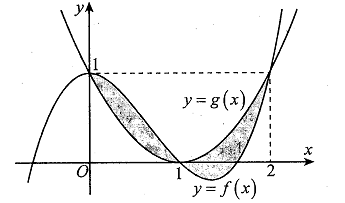 y
1
y = g(x)
x
O
1
2
y = f(x)